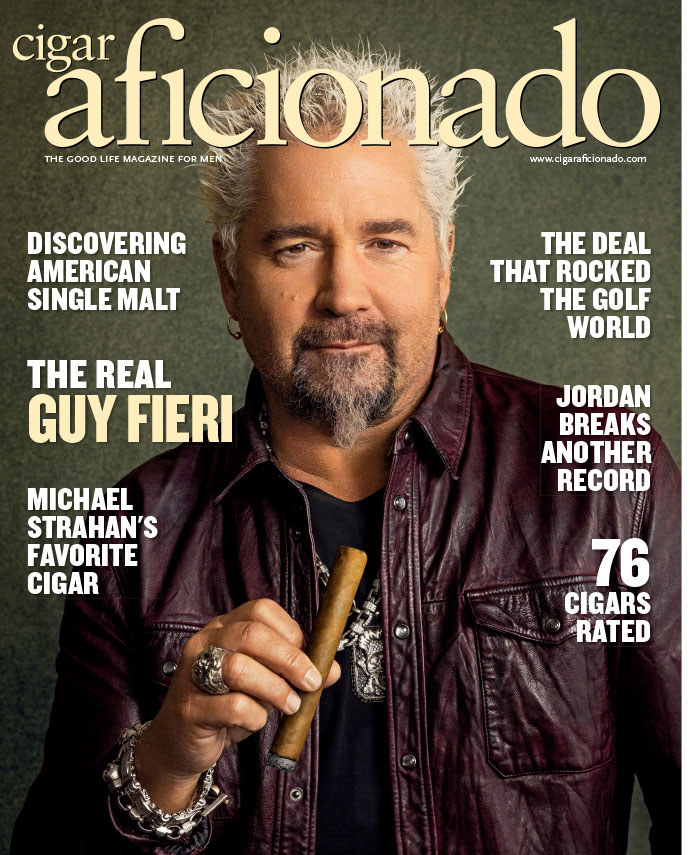 cigar
aficionado
THE GOOD LIFE MAGAZINE FOR MEN
www.cigaraficionado.com
DISCOVERING
AMERICAN
SINGLE MALT
THE REAL
GUY FIERI
MICHAEL
STRAHAN'S
FAVORITE
CIGAR
THE DEAL
THAT ROCKED
THE GOLF
WORLD
JORDAN
BREAKS
ANOTHER
RECORD
76
CIGARS
RATED